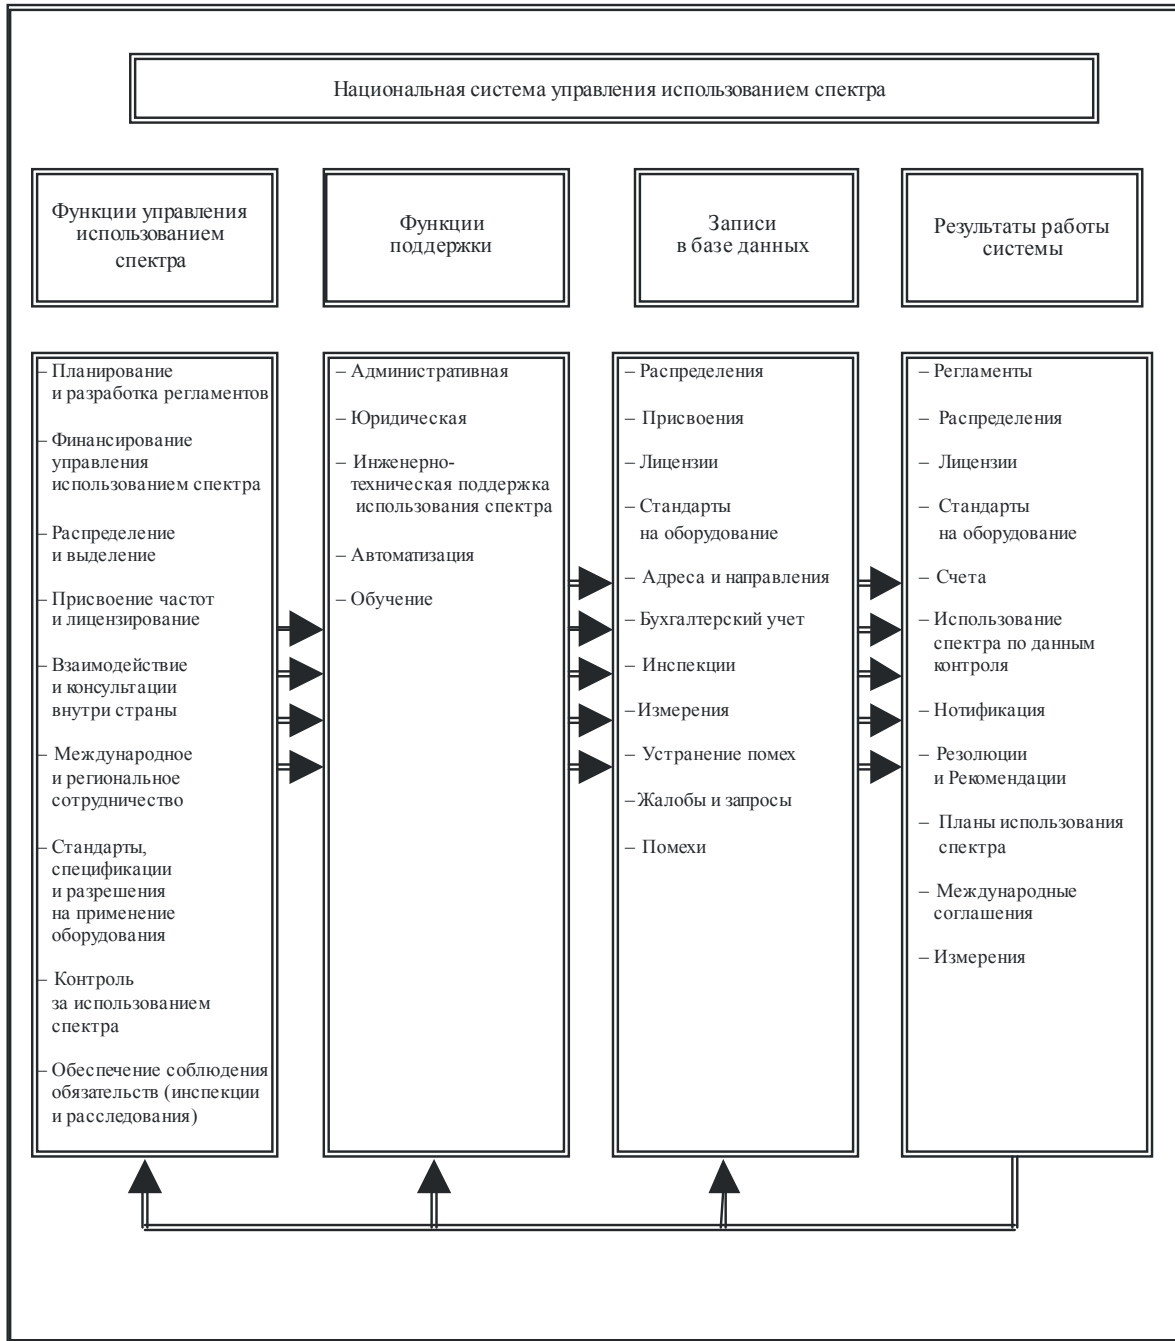 Национальная система управления использованием спектра
Функции управления
использованием
спектра
Функции
поддержки
Записи
в базе данных
Результаты работы
системы
– Планирование
и разработка регламентов
– Финансирование
управления
использованием спектра
– Распределение
и выделение
– Присвоение частот
и лицензирование
– Взаимодействие
и консультации
внутри страны
– Международное
и региональное
сотрудничество
– Стандарты,
спецификации
и разрешения
на применение
оборудования
– Контроль
за использованием
спектра
– Обеспечение соблюдения
обязательств (инспекции
и расследования)
– Административная
– Юридическая
– Инженерно-
техническая поддержка
использования спектра
– Автоматизация
– Обучение
– Распределения
– Присвоения
– Лицензии
– Стандарты
на оборудование
– Адреса и направления
– Бухгалтерский учет
– Инспекции
– Измерения
– Устранение помех
– Жалобы и запросы
– Помехи
– Регламенты
– Распределения
– Лицензии
– Стандарты
на оборудование
– Счета
– Использование
спектра по данным
контроля
– Нотификация
– Резолюции
и Рекомендации
– Планы использования
спектра
– Международные
соглашения
– Измерения